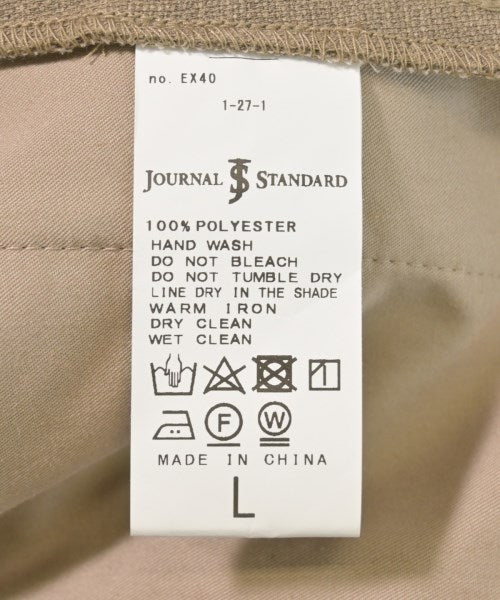 no. EX40
1-27-1
JOURNAL JS STANDARD
100% POLYESTER
HAND WASH
DO NOT BLEACH
DO NOT TUMBLE DRY
LINE DRY IN THE SHADE
WARM IRON
DRY CLEAN
WET CLEAN
F W
MADE IN CHINA
L